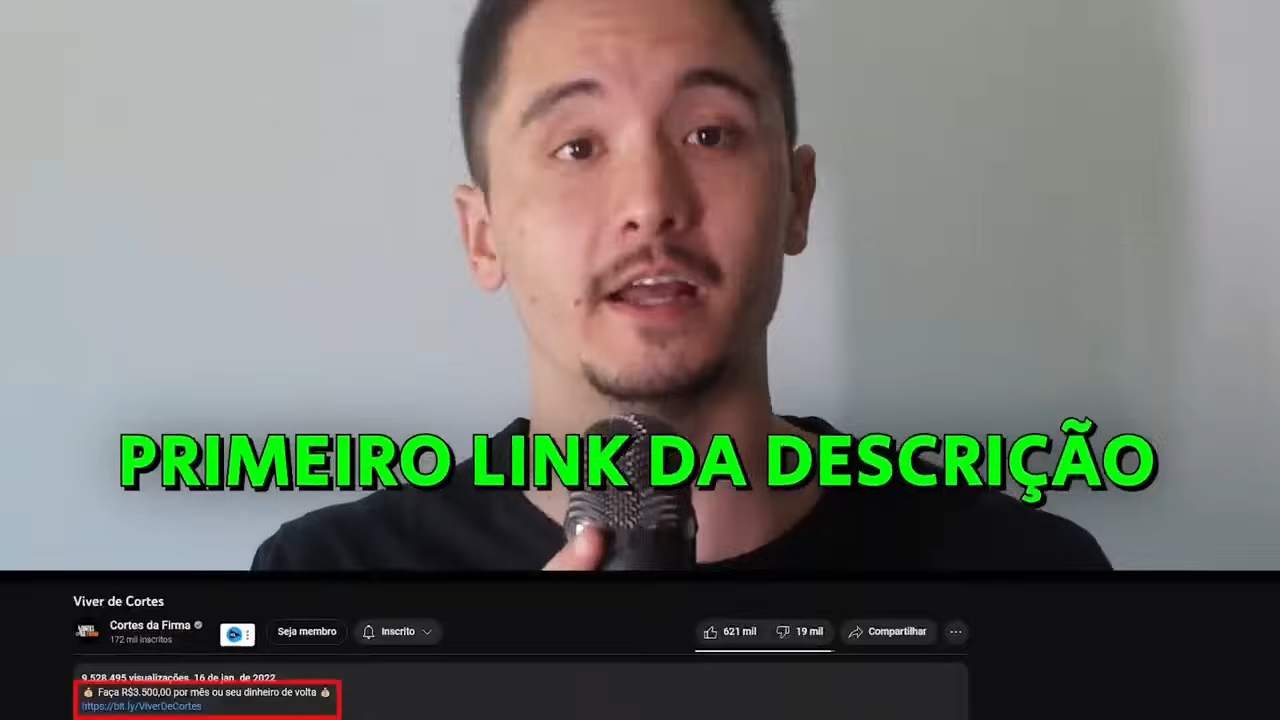 PRIMEIRO LINK DA DESCRIÇÃO
Viver de Cortes
Cortes da Firma
172 mil inscritos
Seja membro
Inscrito
621 mil
19 mil
Compartilhar
9.528.495 visualizações, 16 de jan. de 2022
💰 Faça R$3.500,00 por mês ou seu dinheiro de volta 💰
https://bit.ly/ViverDeCortes